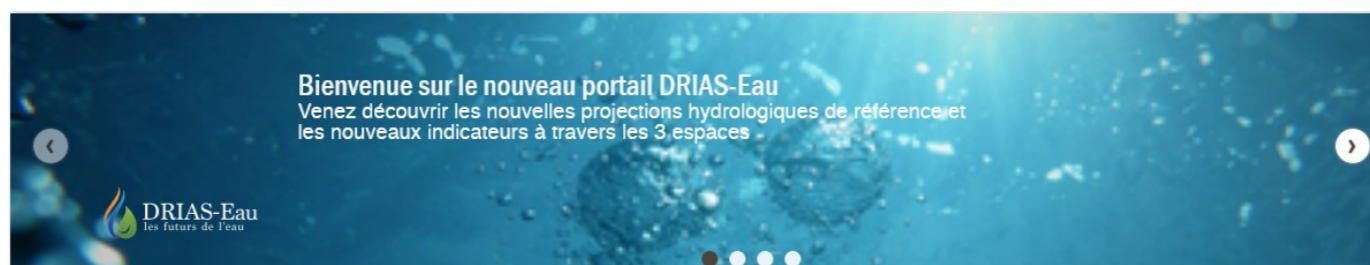 Bienvenue sur le nouveau portail DRIAS-Eau
Venez découvrir les nouvelles projections hydrologiques de référence et
les nouveaux indicateurs à travers les 3 espaces
DRIAS-Eau
les futurs de l'eau